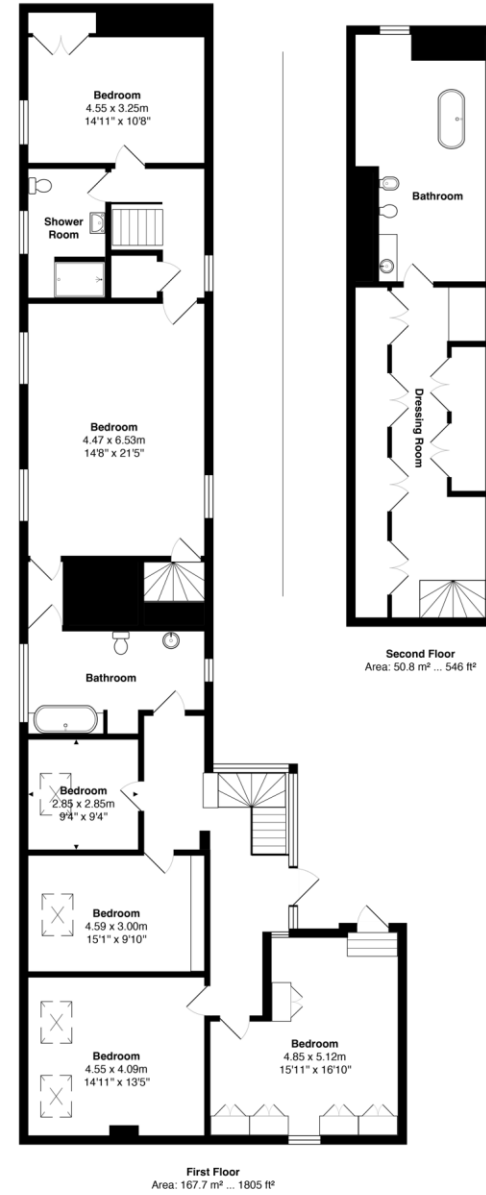 Bedroom
4.55 x 3.25m
14'11" x 10'8"
Shower
Room
Bedroom
4.47 x 6.53m
14'8" x 21'5"
Bathroom
Bedroom
2.85 x 2.85m
9'4" x 9'4"
Bedroom
4.59 x 3.00m
15'1" x 9'10"
Bedroom
4.55 x 4.09m
14'11" x 13'5"
Bedroom
4.85 x 5.12m
15'11" x 16'10"
First Floor
Area: 167.7 m² ... 1805 ft²
Bathroom
Dressing Room
Second Floor
Area: 50.8 m² ... 546 ft²